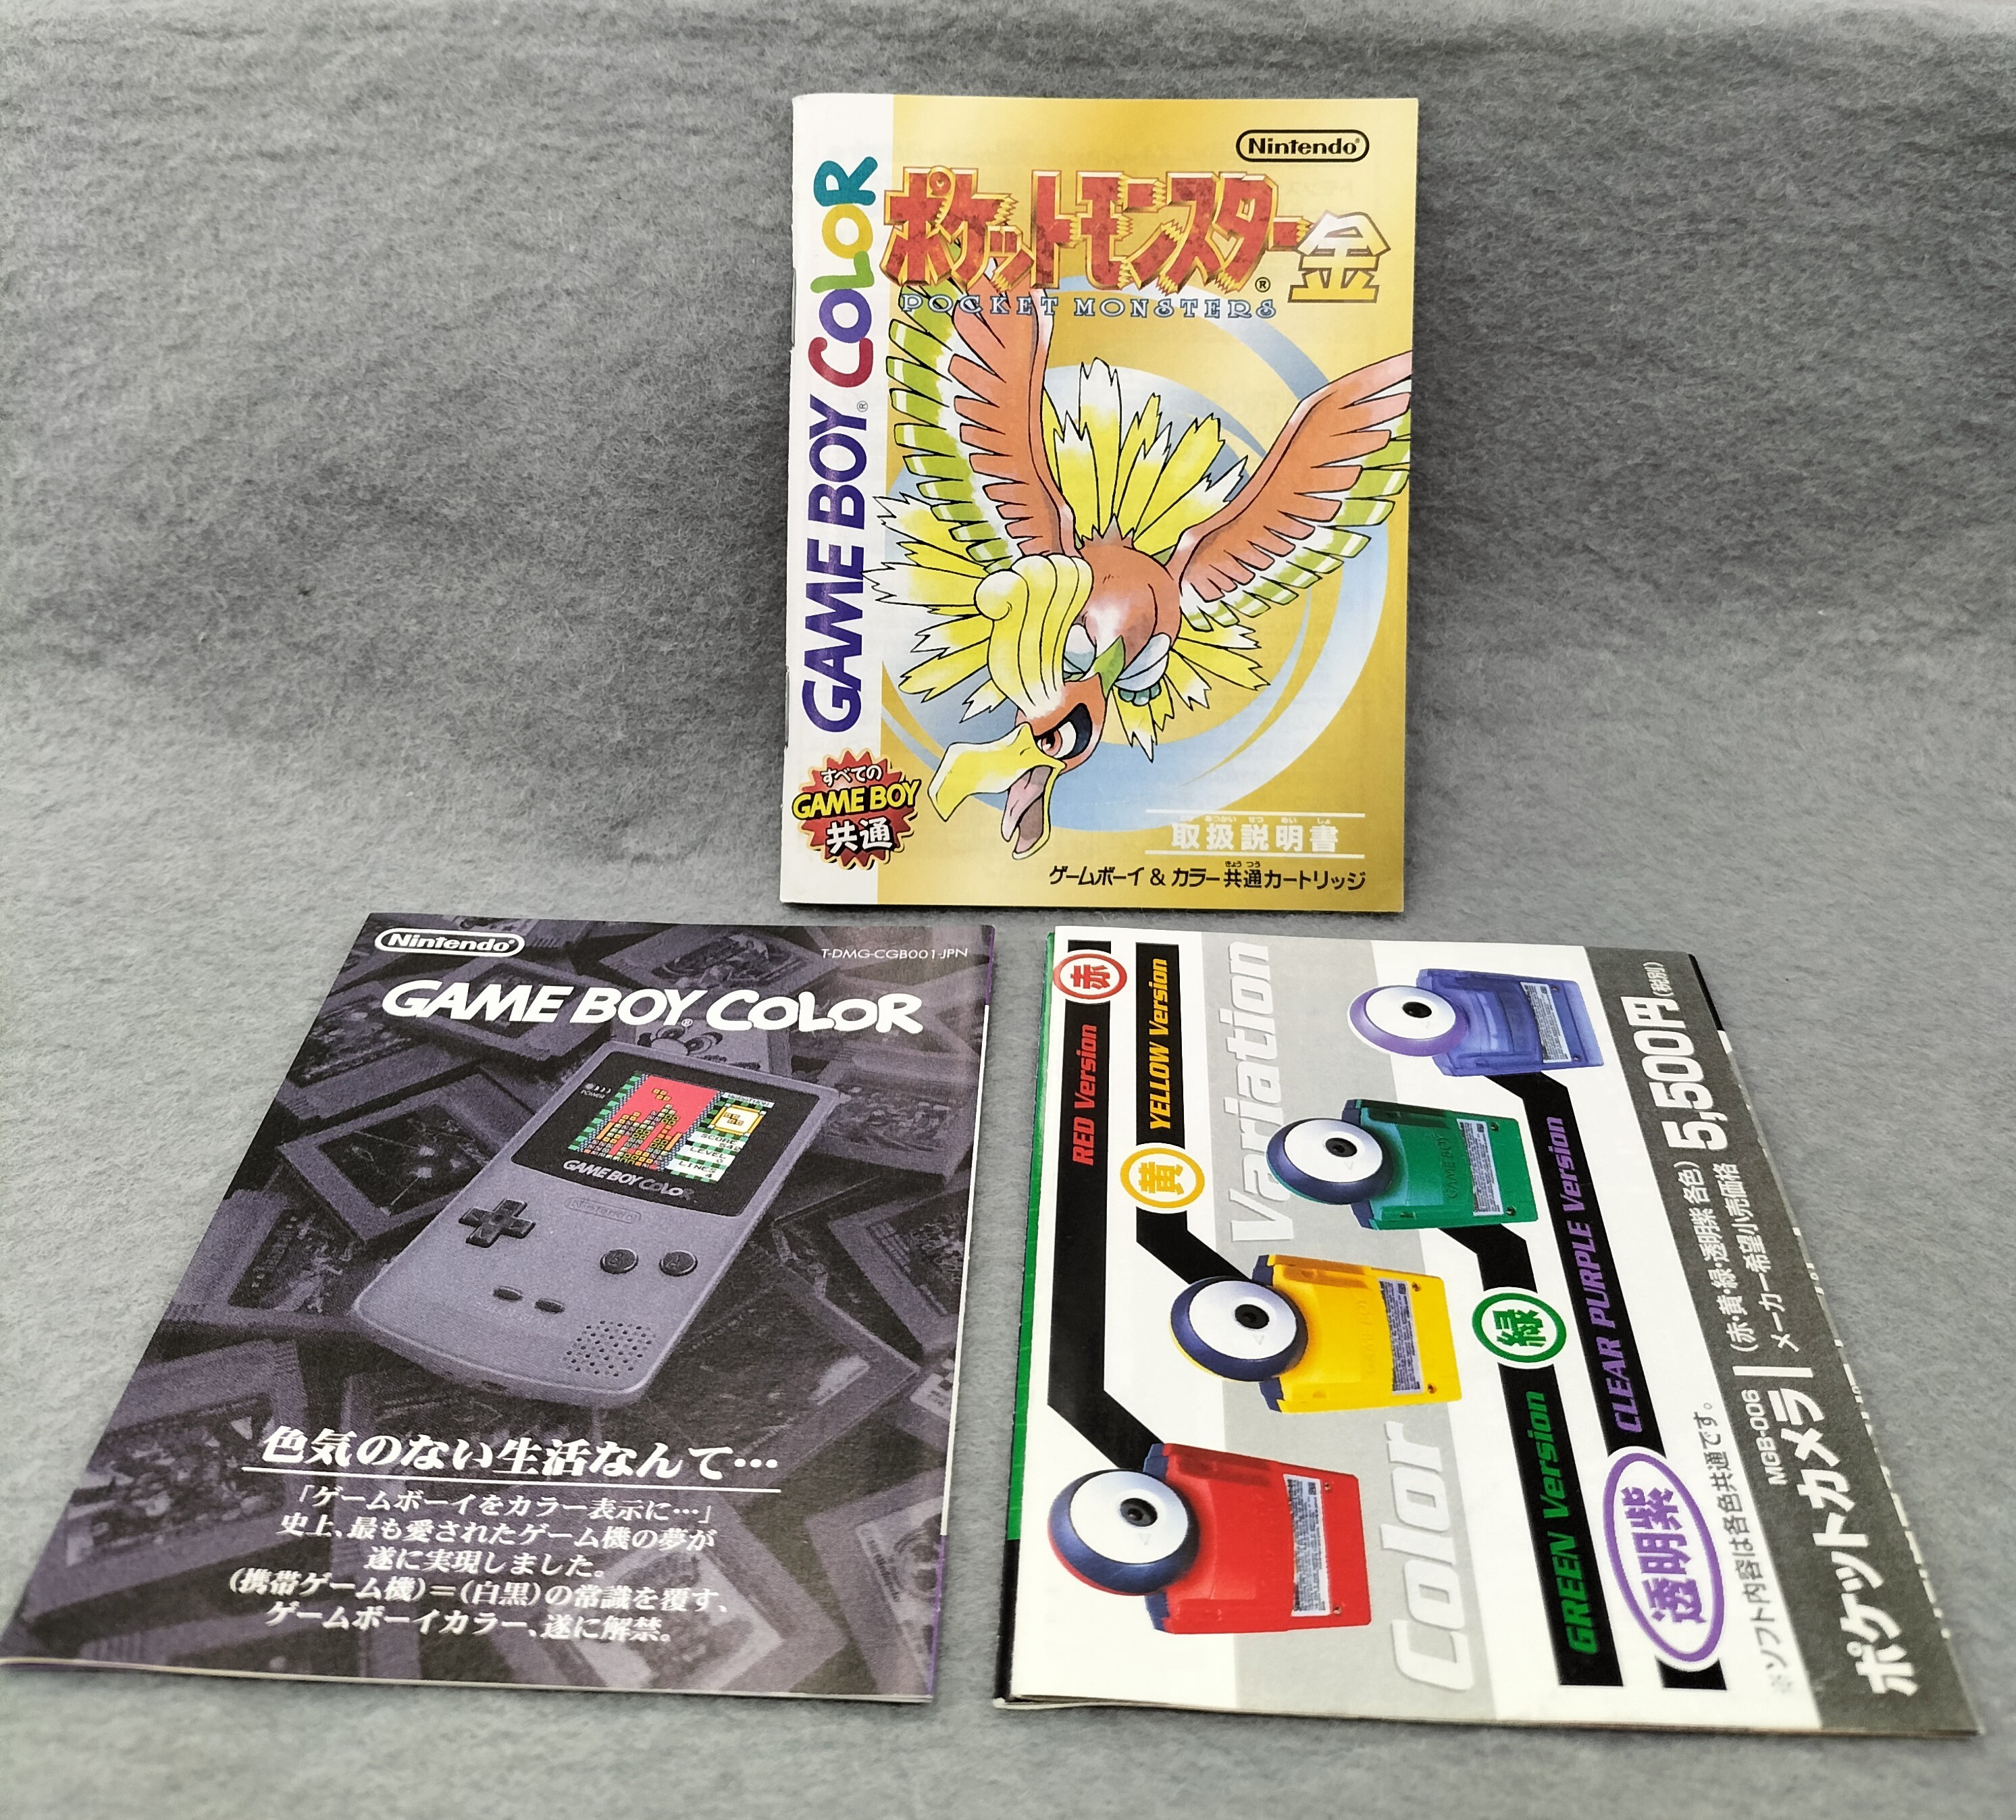 Nintendo®
ポケットモンスター金
®
POCKET MONSTERS
GAME BOY® COLOR
すべての
GAME BOY
共通
取扱説明書
ゲームボーイ & カラー共通カートリッジ
Nintendo®
T-DMG-CGB001-JPN
GAME BOY® COLOR
POWER
LEVEL
LINES
GAME BOY COLOR
Nintendo
色気のない生活なんて…
「ゲームボーイをカラー表示に…」
史上、最も愛されたゲーム機の夢が
遂に実現しました。
(携帯ゲーム機)=(白黒)の常識を覆す、
ゲームボーイカラー、遂に解禁。
赤
RED Version
YELLOW Version
黄
Color Variation
GAME BOY
緑
GREEN Version
CLEAR PURPLE Version
透明紫
※ソフト内容は各色共通です。
MGB-006
ポケットカメラ
(赤・黄・緑・透明紫 各色)
メーカー希望小売価格
5,500円(税別)